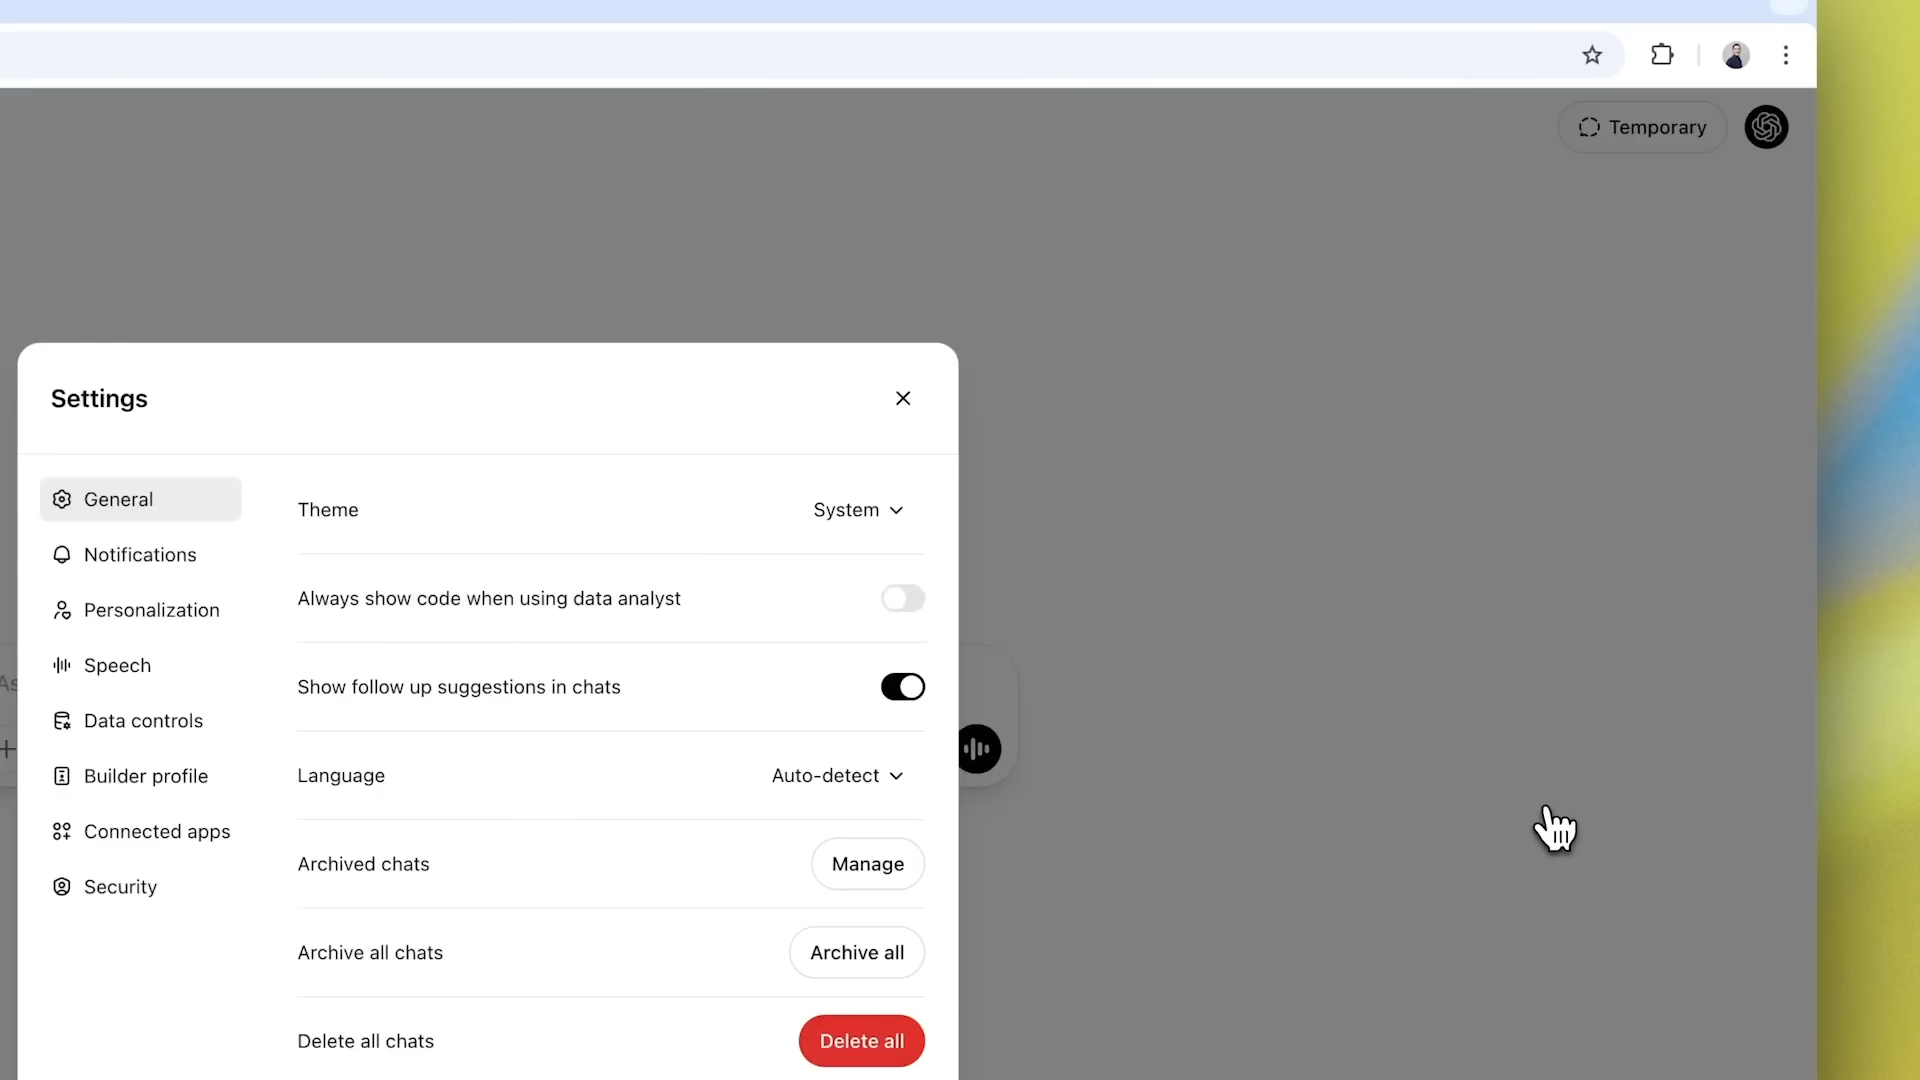 Temporary
Settings
General
Notifications
Personalization
Speech
Data controls
Builder profile
Connected apps
Security
Theme
System
Always show code when using data analyst
Show follow up suggestions in chats
Language
Auto-detect
Archived chats
Manage
Archive all chats
Archive all
Delete all chats
Delete all